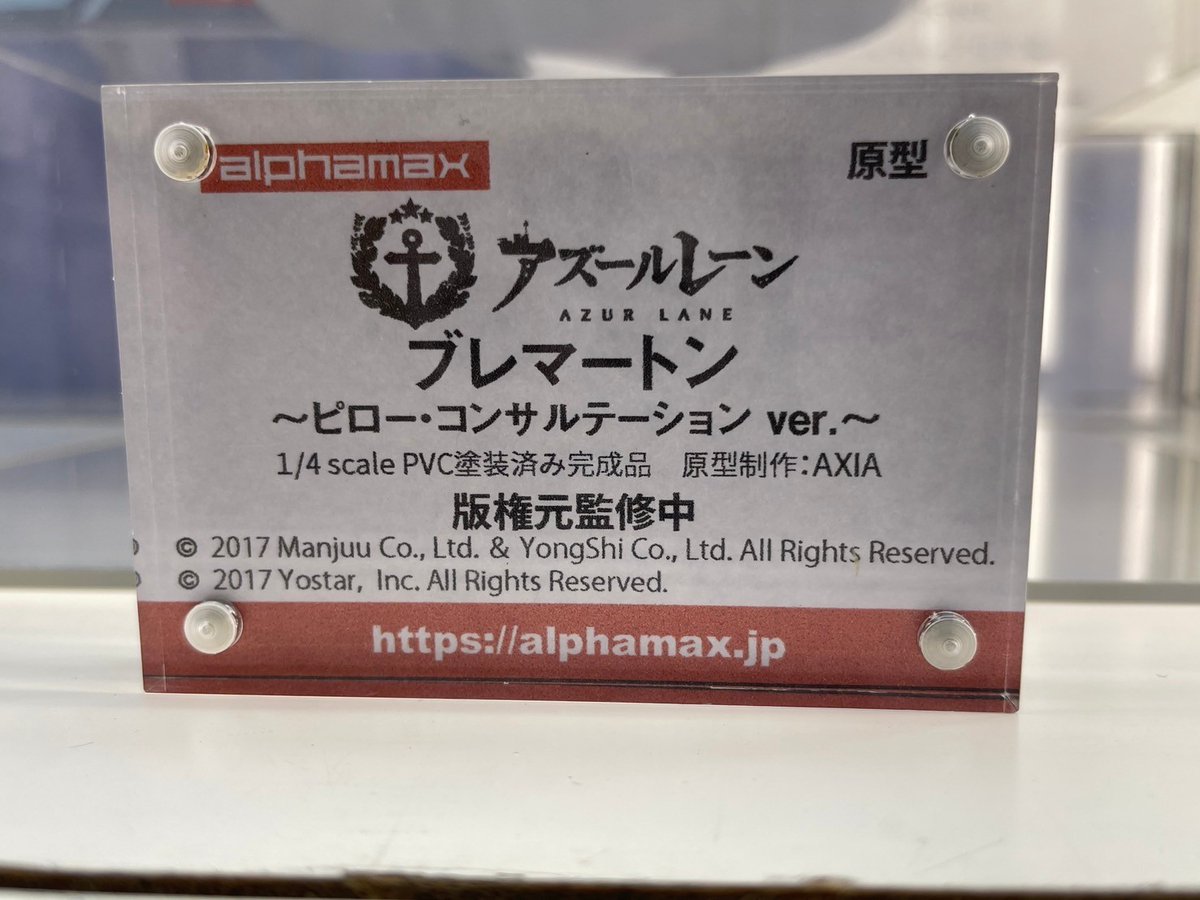 alphamax
原型
アズールレーン
AZUR LANE
ブレマートン
～ピロー・コンサルテーション ver.～
1/4 scale PVC塗装済み完成品　原型制作：AXIA
版権元監修中
© 2017 Manjuu Co., Ltd. & YongShi Co., Ltd. All Rights Reserved.
© 2017 Yostar, Inc. All Rights Reserved.
https://alphamax.jp